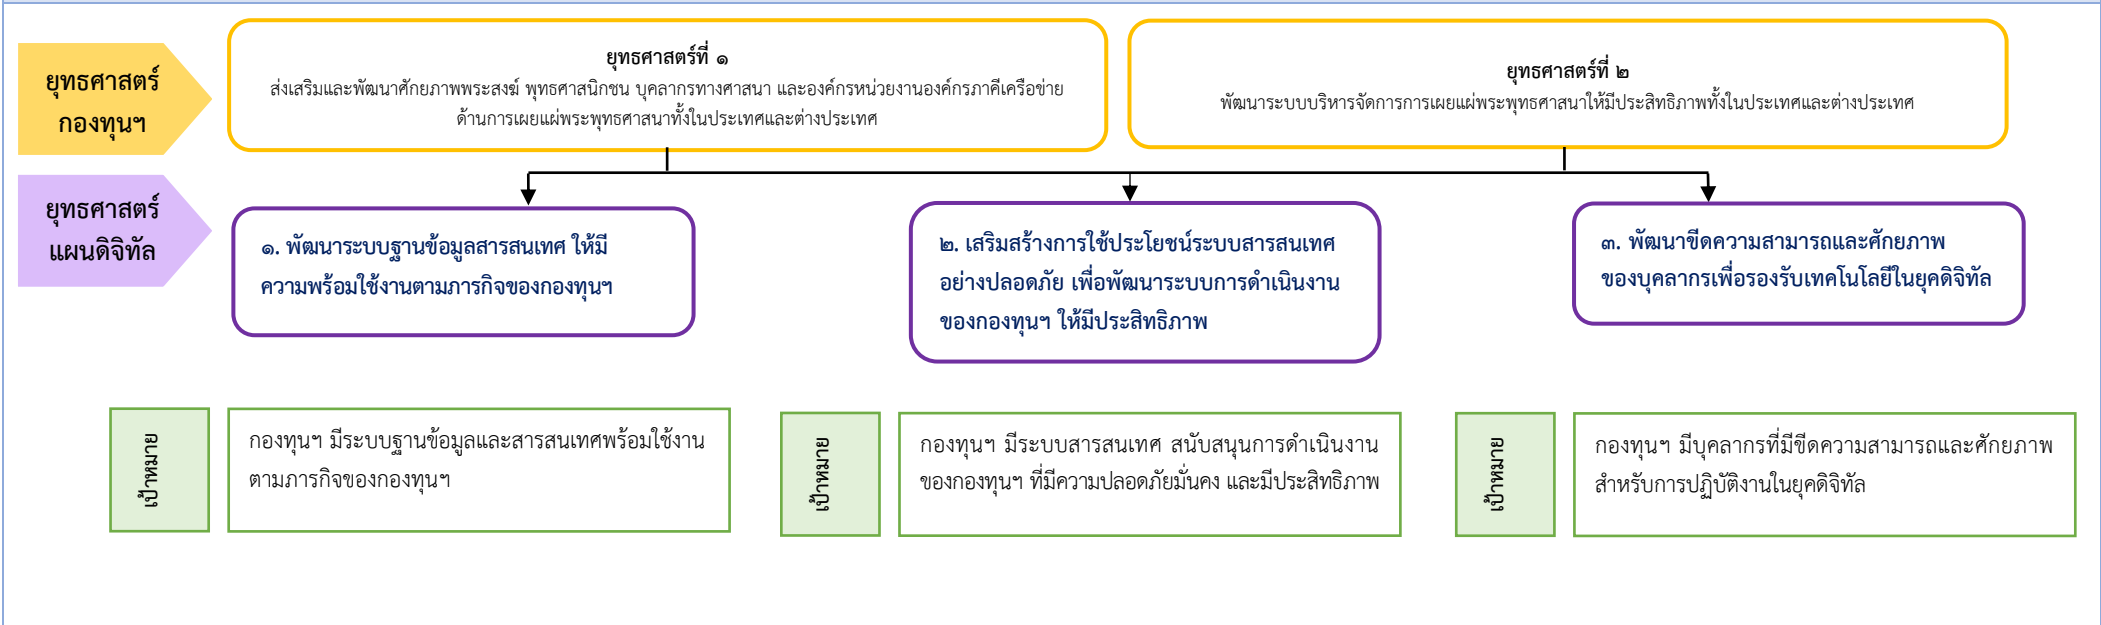 ยุทธศาสตร์
กองทุนฯ
ยุทธศาสตร์ที่ ๑
ส่งเสริมและพัฒนาศักยภาพพระสงฆ์ พุทธศาสนิกชน บุคลากรทางศาสนา และองค์กรหน่วยงานองค์กรภาคีเครือข่าย
ด้านการเผยแผ่พระพุทธศาสนาทั้งในประเทศและต่างประเทศ
ยุทธศาสตร์ที่ ๒
พัฒนาระบบบริหารจัดการการเผยแผ่พระพุทธศาสนาให้มีประสิทธิภาพทั้งในประเทศและต่างประเทศ
ยุทธศาสตร์
แผนดิจิทัล
๑. พัฒนาระบบฐานข้อมูลสารสนเทศ ให้มี
ความพร้อมใช้งานตามภารกิจของกองทุนฯ
๒. เสริมสร้างการใช้ประโยชน์ระบบสารสนเทศ
อย่างปลอดภัย เพื่อพัฒนาระบบการดำเนินงาน
ของกองทุนฯ ให้มีประสิทธิภาพ
๓. พัฒนาขีดความสามารถและศักยภาพ
ของบุคลากรเพื่อรองรับเทคโนโลยีในยุคดิจิทัล
เป้าหมาย
กองทุนฯ มีระบบฐานข้อมูลและสารสนเทศพร้อมใช้งาน
ตามภารกิจของกองทุนฯ
เป้าหมาย
กองทุนฯ มีระบบสารสนเทศ สนับสนุนการดำเนินงาน
ของกองทุนฯ ที่มีความปลอดภัยมั่นคง และมีประสิทธิภาพ
เป้าหมาย
กองทุนฯ มีบุคลากรที่มีขีดความสามารถและศักยภาพ
สำหรับการปฏิบัติงานในยุคดิจิทัล